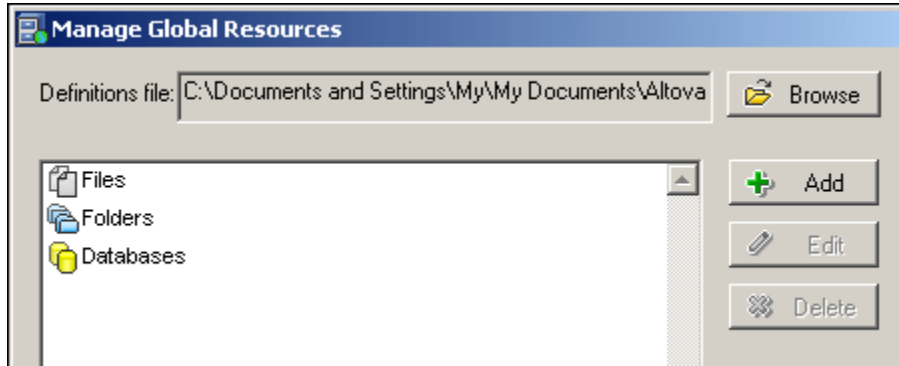 Manage Global Resources
Definitions file: C:\Documents and Settings\My\My Documents\Altova Browse
Files
Add
Folders
Edit
Databases
Delete